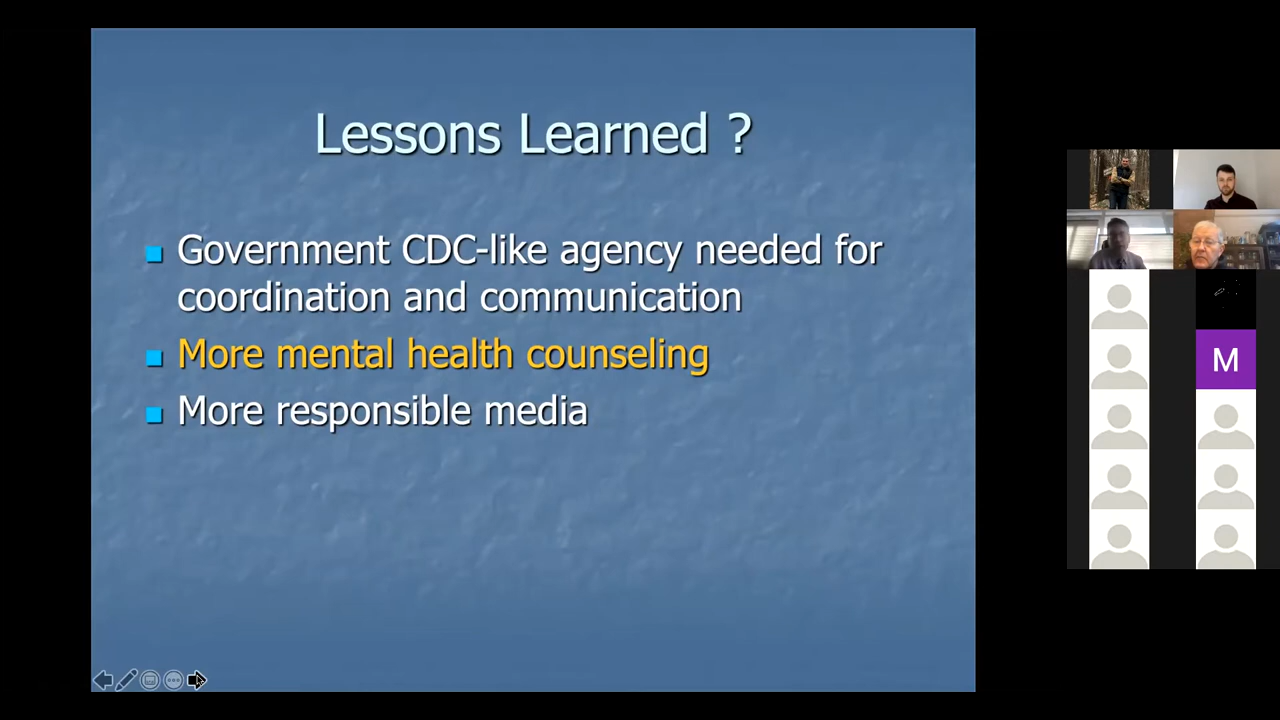 Lessons Learned ?
Government CDC-like agency needed for
coordination and communication
More mental health counseling
More responsible media
M